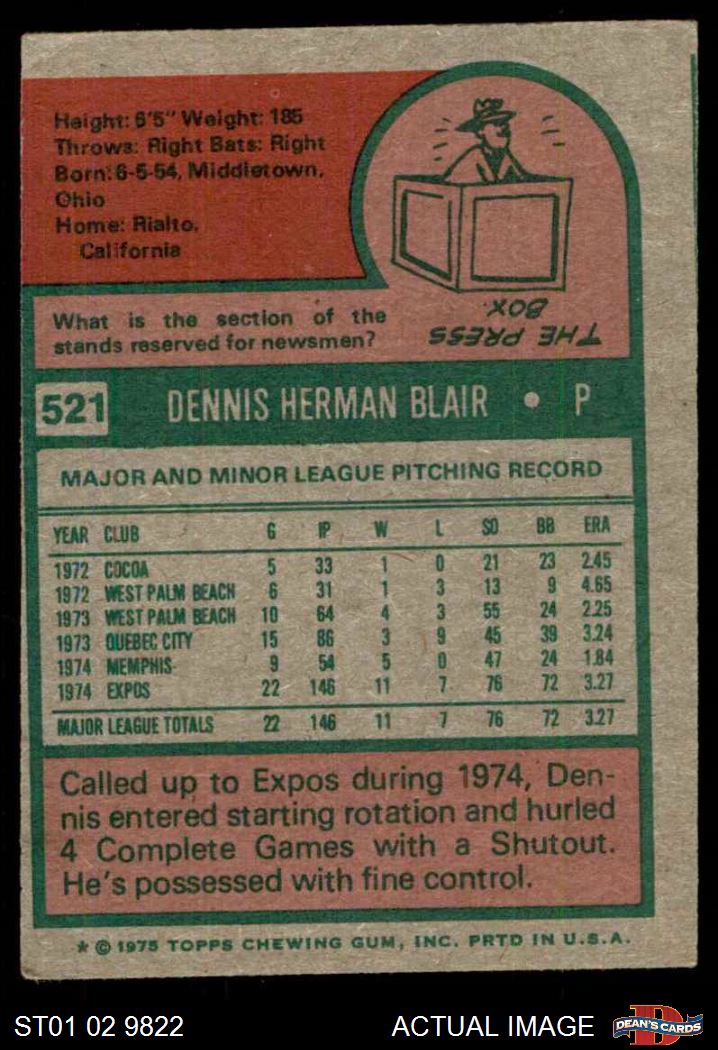 Height: 6'5" Weight: 185
Throws: Right Bats: Right
Born: 6-5-54, Middletown,
Ohio
Home: Rialto,
California
What is the section of the
stands reserved for newsmen?
THE PRESS
BOX.
521 DENNIS HERMAN BLAIR • P
MAJOR AND MINOR LEAGUE PITCHING RECORD
YEAR CLUB G IP W L SO BB ERA
1972 COCOA 5 33 1 0 21 23 2.45
1972 WEST PALM BEACH 6 31 1 3 13 9 4.65
1973 WEST PALM BEACH 10 64 4 3 55 24 2.25
1973 QUEBEC CITY 15 86 3 9 45 39 3.24
1974 MEMPHIS 9 54 5 0 47 24 1.84
1974 EXPOS 22 146 11 7 76 72 3.27
MAJOR LEAGUE TOTALS 22 146 11 7 76 72 3.27
Called up to Expos during 1974, Den-
nis entered starting rotation and hurled
4 Complete Games with a Shutout.
He's possessed with fine control.
* © 1975 TOPPS CHEWING GUM, INC. PRTD IN U.S.A.
ST01 02 9822 ACTUAL IMAGE DEAN'S CARDS